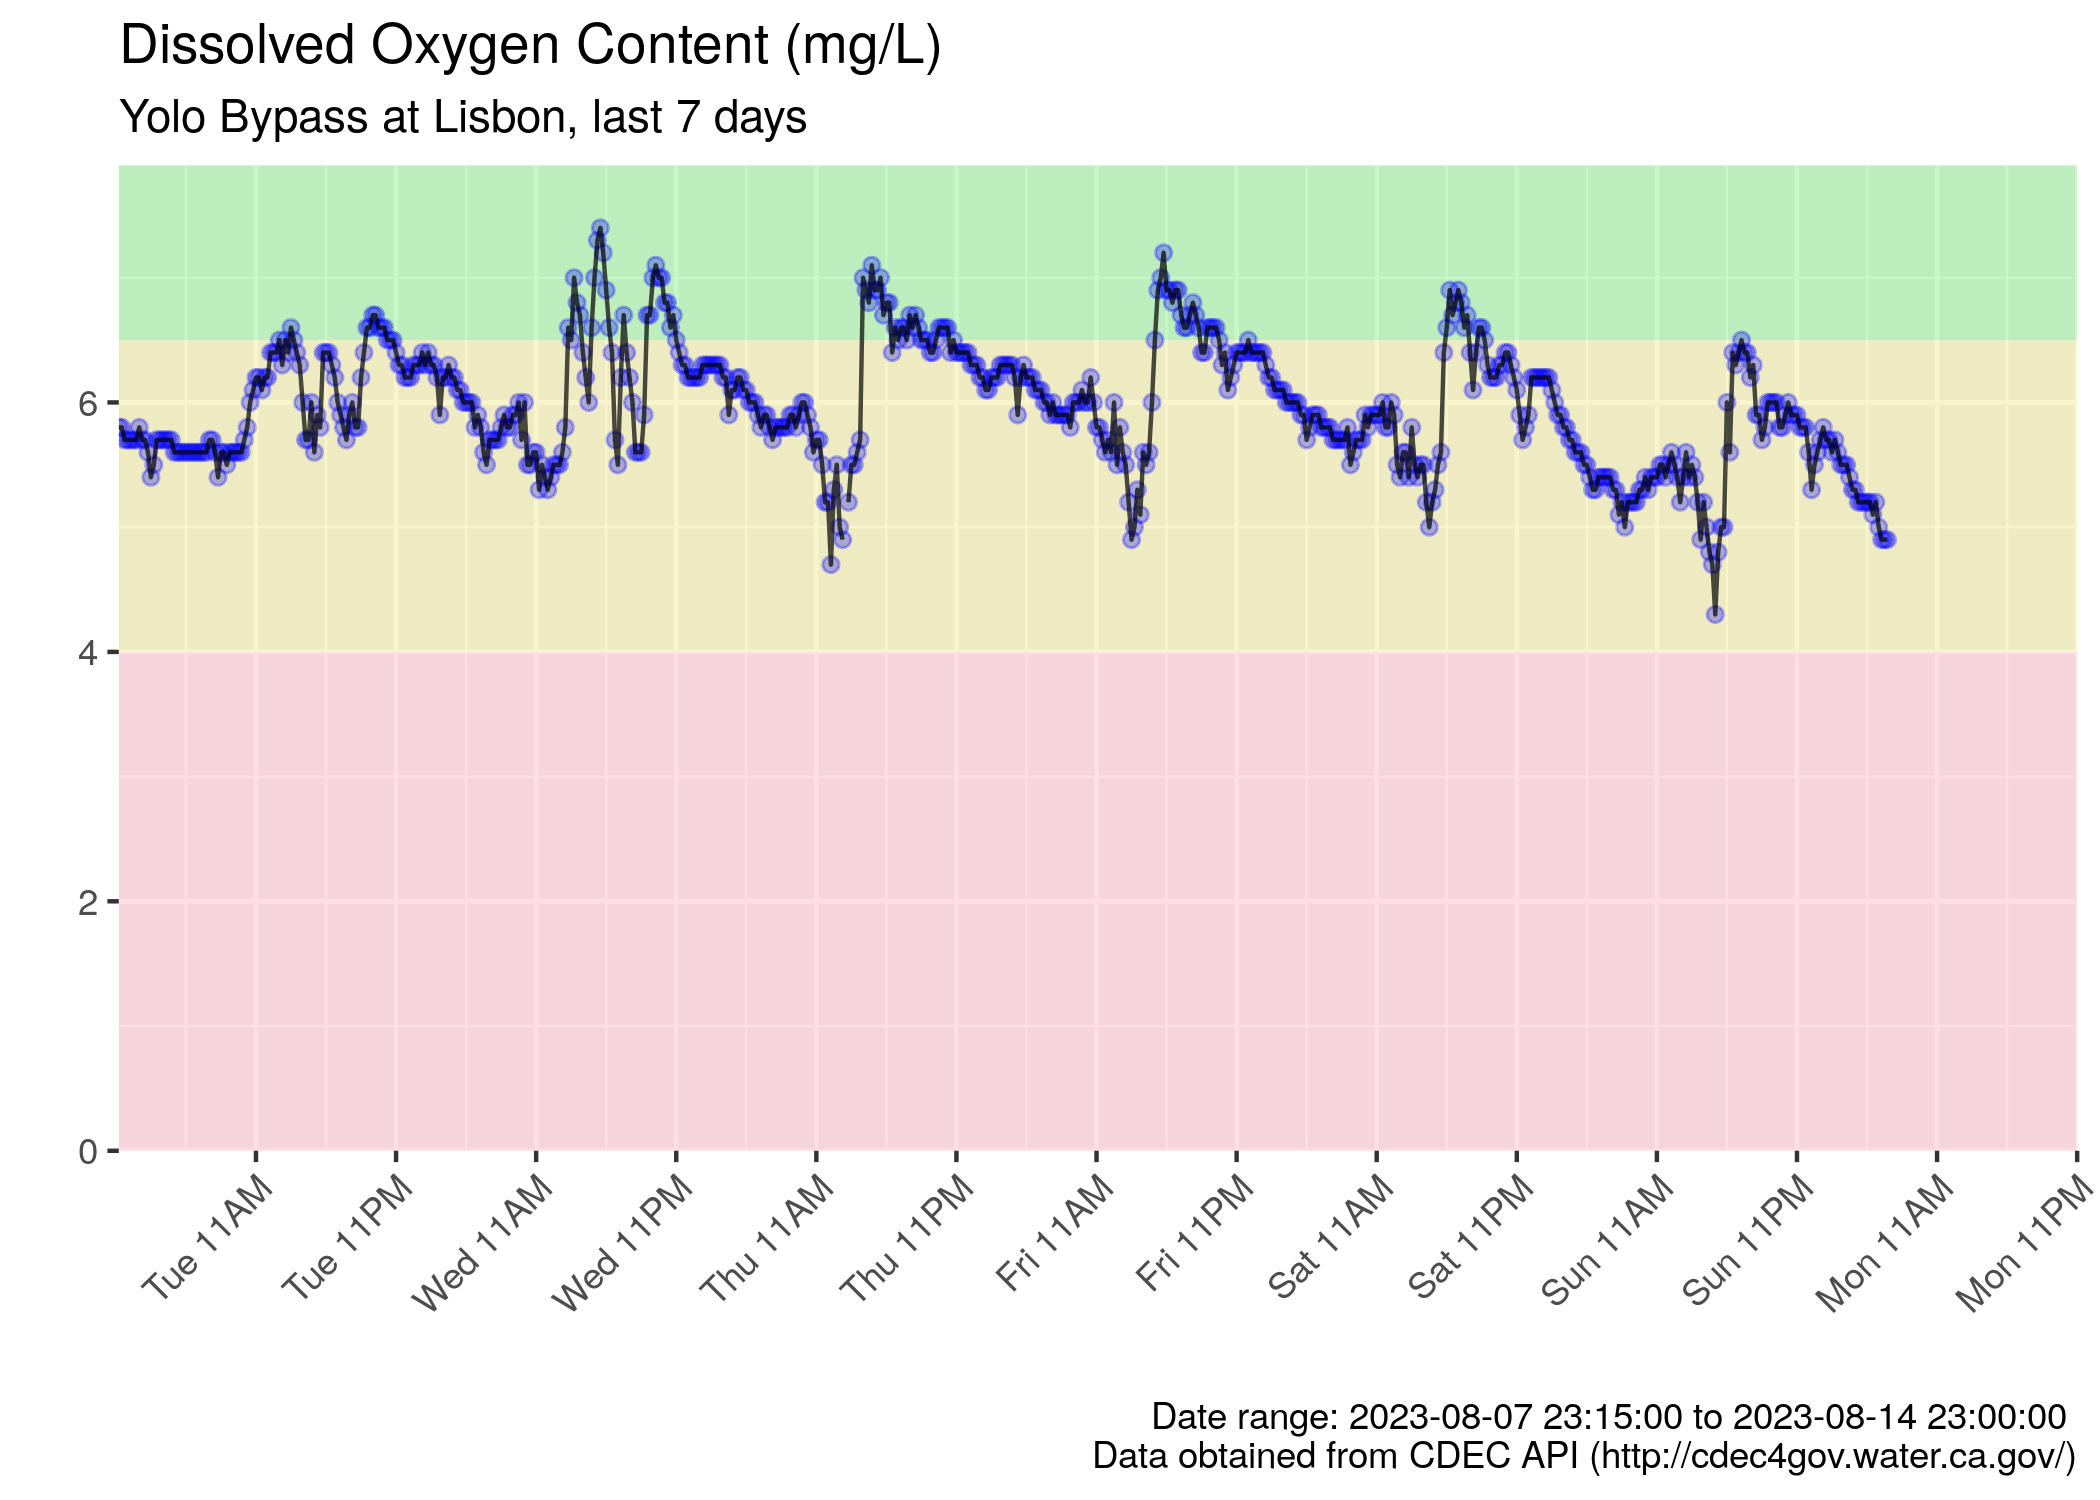 Dissolved Oxygen Content (mg/L)
Yolo Bypass at Lisbon, last 7 days
6
4
2
0
Tue 11AM
Tue 11PM
Wed 11AM
Wed 11PM
Thu 11AM
Thu 11PM
Fri 11AM
Fri 11PM
Sat 11AM
Sat 11PM
Sun 11AM
Sun 11PM
Mon 11AM
Mon 11PM
Date range: 2023-08-07 23:15:00 to 2023-08-14 23:00:00
Data obtained from CDEC API (http://cdec4gov.water.ca.gov/)